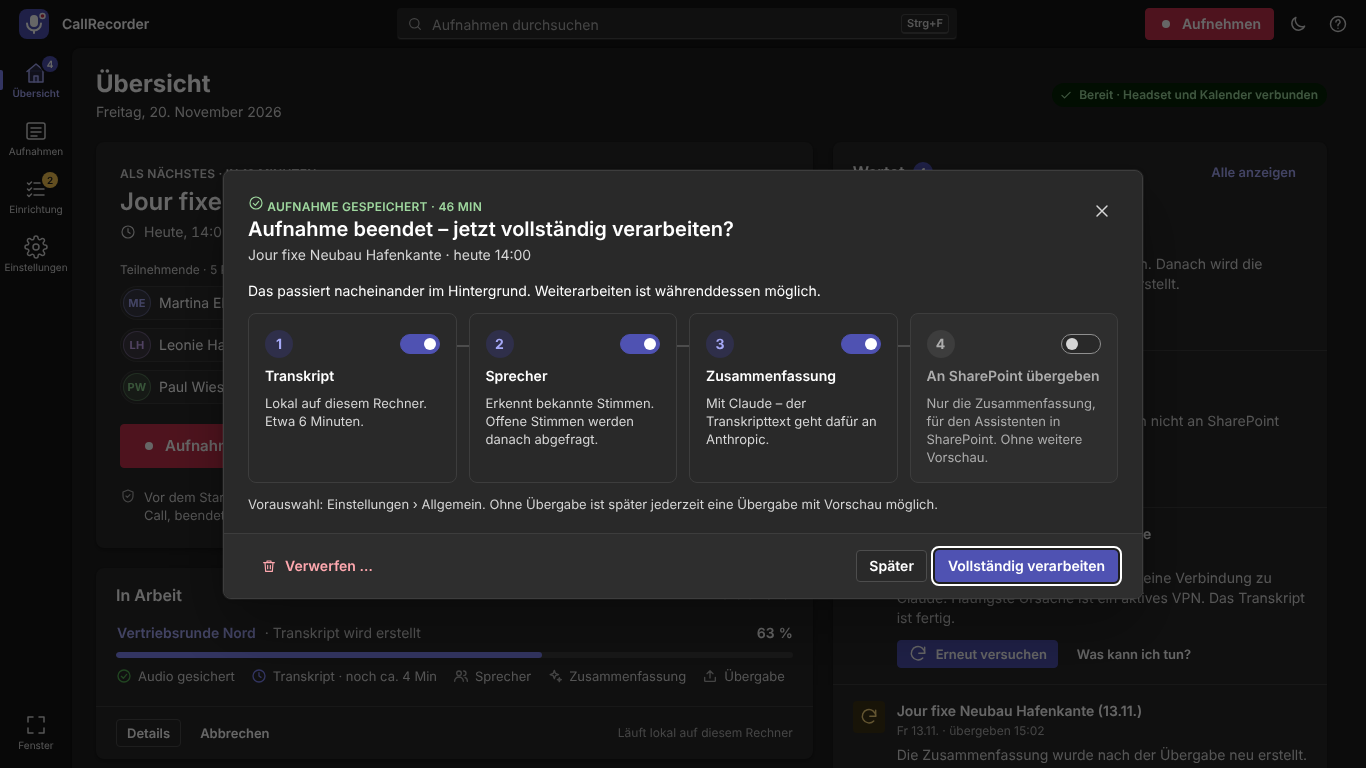 CallRecorder
Aufnahmen durchsuchen
Strg+F
Aufnehmen
4
Übersicht
Aufnahmen
2
Einrichtung
Einstellungen
Fenster
Übersicht
Freitag, 20. November 2026
Bereit · Headset und Kalender verbunden
ALS NÄCHSTES ·
Jour fixe
Heute, 14:0
Teilnehmende · 5
ME Martina
LH Leonie
PW Paul
Aufnahm
Vor dem
Call, beendet
Alle anzeigen
Danach wird die
nicht an SharePoint
eine Verbindung zu
Claude. Häufigste Ursache ist ein aktives VPN. Das Transkript
ist fertig.
Erneut versuchen
Was kann ich tun?
Jour fixe Neubau Hafenkante (13.11.)
Fr 13.11. · übergeben 15:02
Die Zusammenfassung wurde nach der Übergabe neu erstellt.
AUFNAHME GESPEICHERT · 46 MIN
Aufnahme beendet – jetzt vollständig verarbeiten?
Jour fixe Neubau Hafenkante · heute 14:00
Das passiert nacheinander im Hintergrund. Weiterarbeiten ist währenddessen möglich.
1
Transkript
Lokal auf diesem Rechner.
Etwa 6 Minuten.
2
Sprecher
Erkennt bekannte Stimmen.
Offene Stimmen werden
danach abgefragt.
3
Zusammenfassung
Mit Claude – der
Transkripttext geht dafür an
Anthropic.
4
An SharePoint übergeben
Nur die Zusammenfassung,
für den Assistenten in
SharePoint. Ohne weitere
Vorschau.
Vorauswahl: Einstellungen › Allgemein. Ohne Übergabe ist später jederzeit eine Übergabe mit Vorschau möglich.
Verwerfen ...
Später
Vollständig verarbeiten
In Arbeit
Vertriebsrunde Nord · Transkript wird erstellt
63 %
Audio gesichert
Transkript · noch ca. 4 Min
Sprecher
Zusammenfassung
Übergabe
Details
Abbrechen
Läuft lokal auf diesem Rechner